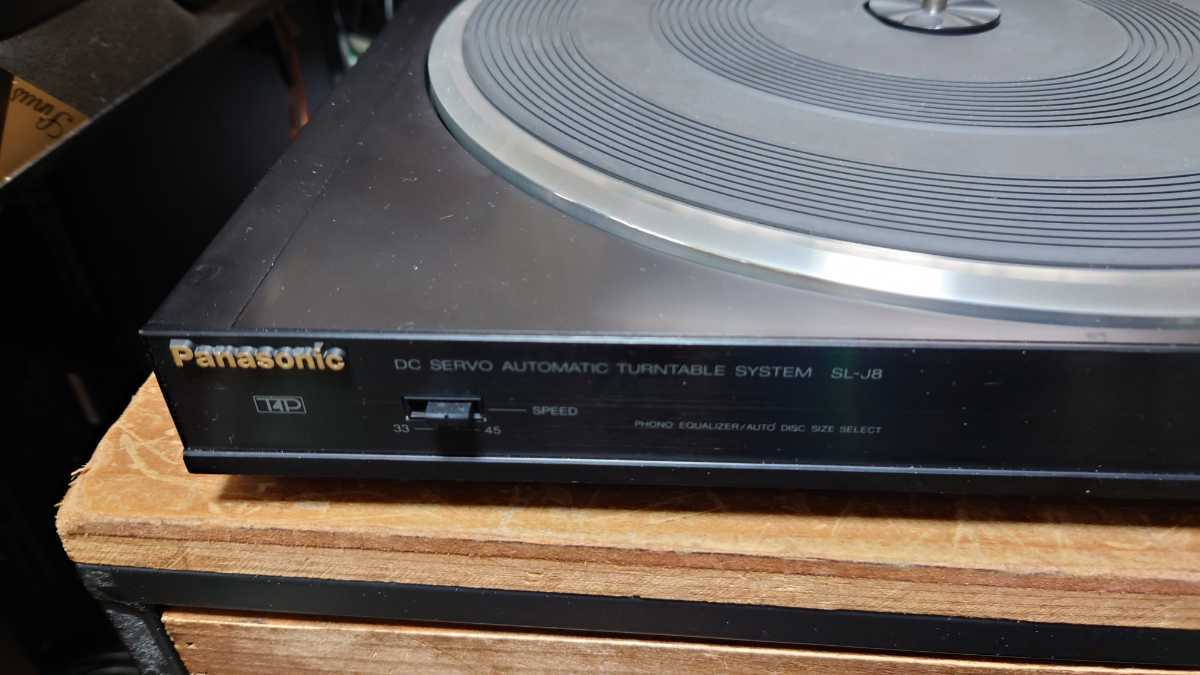 Panasonic
DC SERVO AUTOMATIC TURNTABLE SYSTEM SL-J8
T4P
SPEED
33 45
PHONO EQUALIZER/AUTO DISC SIZE SELECT